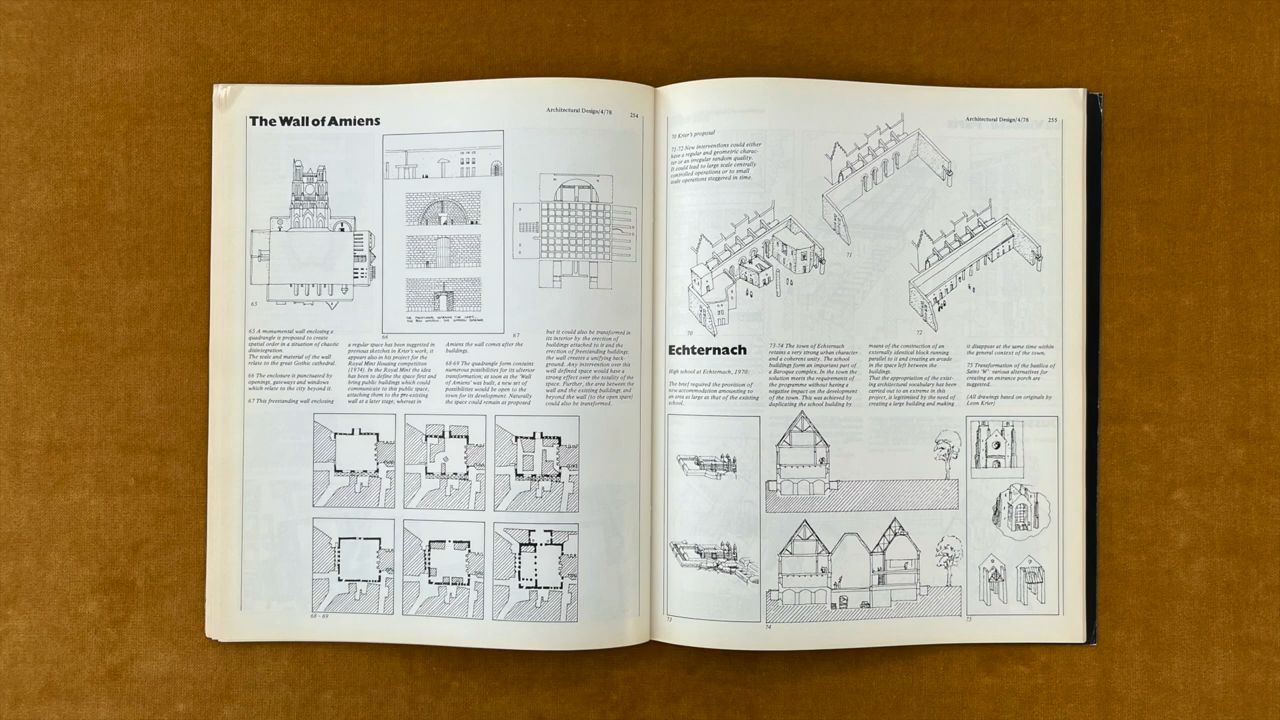 The Wall of Amiens
Architectural Design/4/78
254
65
66
67
65 A monumental wall enclosing a
quadrangle is proposed to create
spatial order in a situation of chaotic
disintegration.
The scale and material of the wall
relate to the great Gothic cathedral.
66 The enclosure is punctuated by
openings, gateways and windows
which relate to the city beyond it.
67 This freestanding wall enclosing
a regular space has been suggested in
previous sketches in Krier's work, it
appears also in his project for the
Royal Mint Housing competition
(1974). In the Royal Mint the idea
has been to define the space first and
bring public buildings which could
communicate to this public space,
attaching them to the pre-existing
wall at a later stage, whereas in
Amiens the wall comes after the
buildings.
68-69 The quadrangle form contains
numerous possibilities for its ulterior
transformation; as soon as the 'Wall
of Amiens' was built, a new set of
possibilities would be open to the
town for its development. Naturally
the space could remain as proposed
but it could also be transformed in
its interior by the erection of
buildings attached to it and the
erection of freestanding buildings.
the wall creates a unifying back-
ground. Any intervention over this
well defined space would have a
strong effect over the identity of the
space. Further, the area between the
wall and the existing buildings, and
beyond the wall (to the open space)
could also be transformed.
68 - 69
Architectural Design/4/78
255
70 Krier's proposal
71-72 New interventions could either
have a regular and geometric charac-
ter or an irregular random quality.
It could lead to large scale centrally
controlled operations or to small
scale operations staggered in time.
70
71
72
Echternach
High school at Echternach, 1970:
The brief required the provision of
new accommodation amounting to
an area as large as that of the existing
school.
73-74 The town of Echternach
retains a very strong urban character
and a coherent unity. The school
buildings form an important part of
a Baroque complex. In the town the
solution meets the requirements of
the programme without having a
negative impact on the development
of the town. This was achieved by
duplicating the school building by
means of the construction of an
externally identical block running
parallel to it and creating an arcade
in the space left between the
buildings.
That the appropriation of the exist-
ing architectural vocabulary has been
carried out to an extreme in this
project, is legitimised by the need of
creating a large building and making
it disappear at the same time within
the general context of the town.
75 Transformation of the basilica of
Saint 'W' various alternatives for
creating an entrance porch are
suggested.
(All drawings based on originals by
Leon Krier)
73
74
75